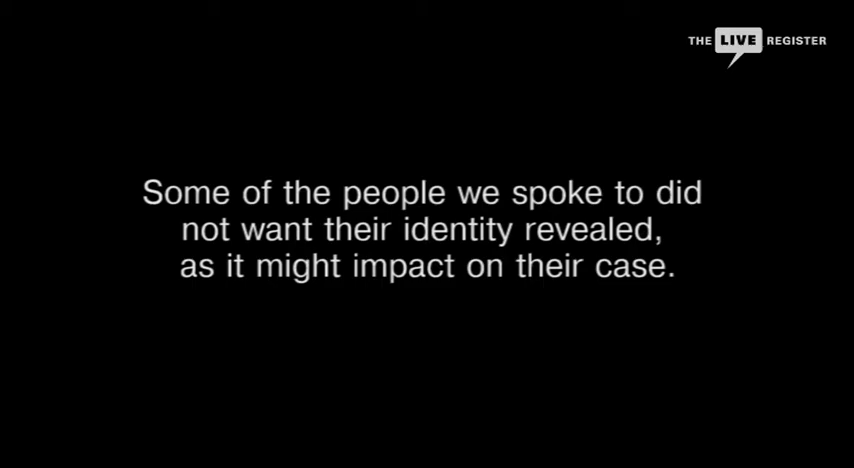 THE LIVE REGISTER
Some of the people we spoke to did
not want their identity revealed,
as it might impact on their case.